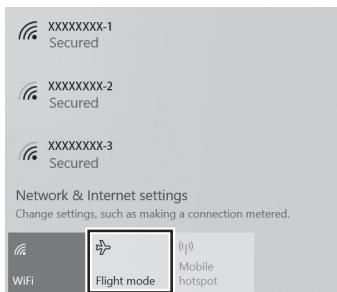 XXXXXXXX-1
Secured
XXXXXXXX-2
Secured
XXXXXXXX-3
Secured
Network & Internet settings
Change settings, such as making a connection metered.
WiFi
Flight mode
Mobile
hotspot